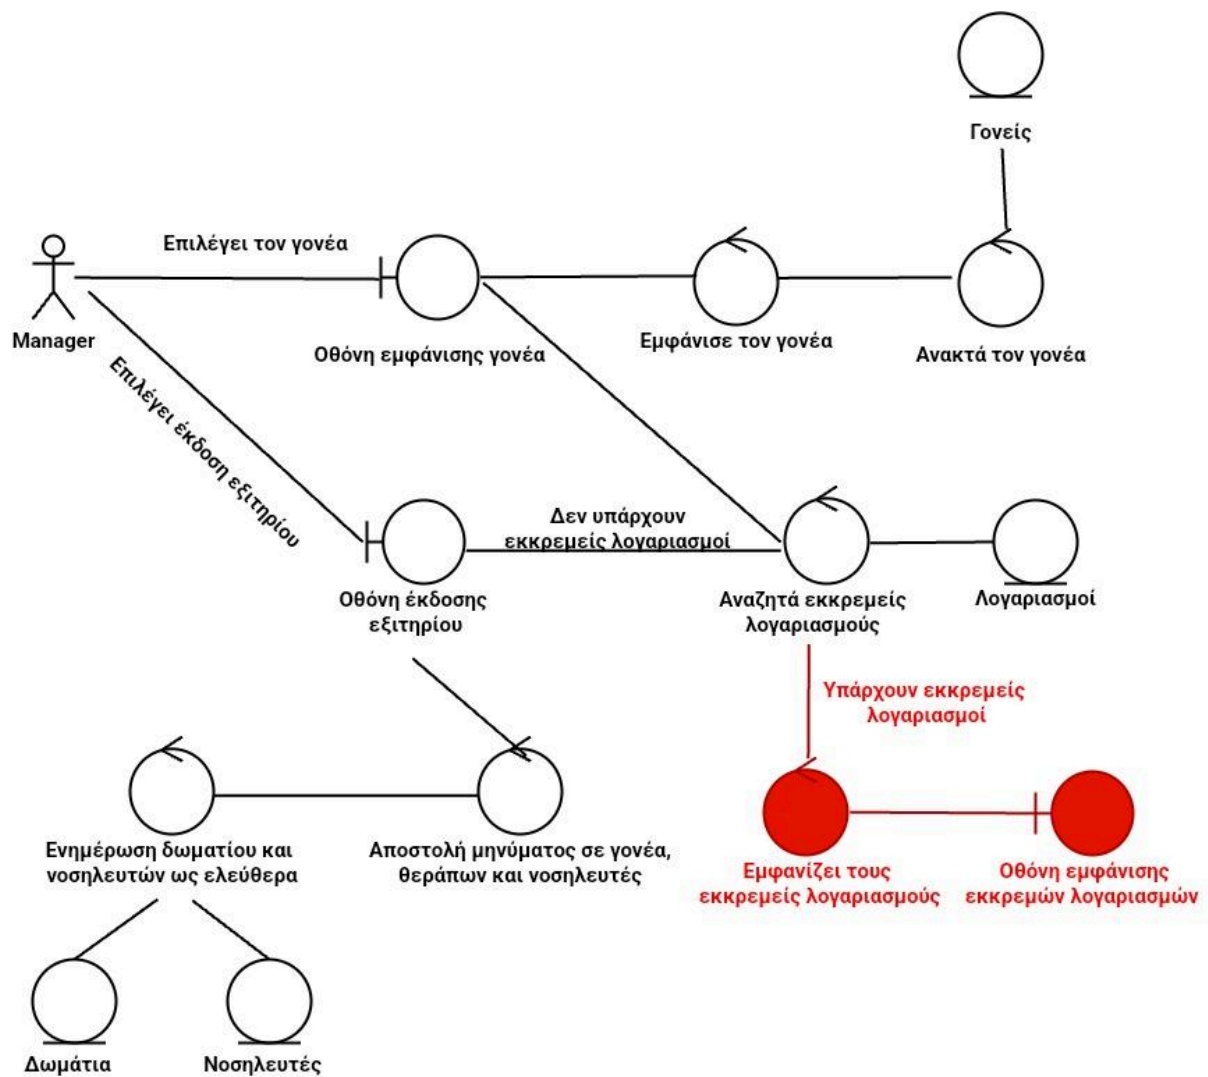 Γονείς
Επιλέγει τον γονέα
Manager
Οθόνη εμφάνισης γονέα
Εμφάνισε τον γονέα
Ανακτά τον γονέα
Επιλέγει έκδοση εξιτηρίου
Δεν υπάρχουν
εκκρεμείς λογαριασμοί
Οθόνη έκδοσης
εξιτηρίου
Αναζητά εκκρεμείς
λογαριασμούς
Λογαριασμοί
Υπάρχουν εκκρεμείς
λογαριασμοί
Ενημέρωση δωματίου και
νοσηλευτών ως ελεύθερα
Αποστολή μηνύματος σε γονέα,
θεράπων και νοσηλευτές
Εμφανίζει τους
εκκρεμείς λογαριασμούς
Οθόνη εμφάνισης
εκκρεμών λογαριασμών
Δωμάτια
Νοσηλευτές